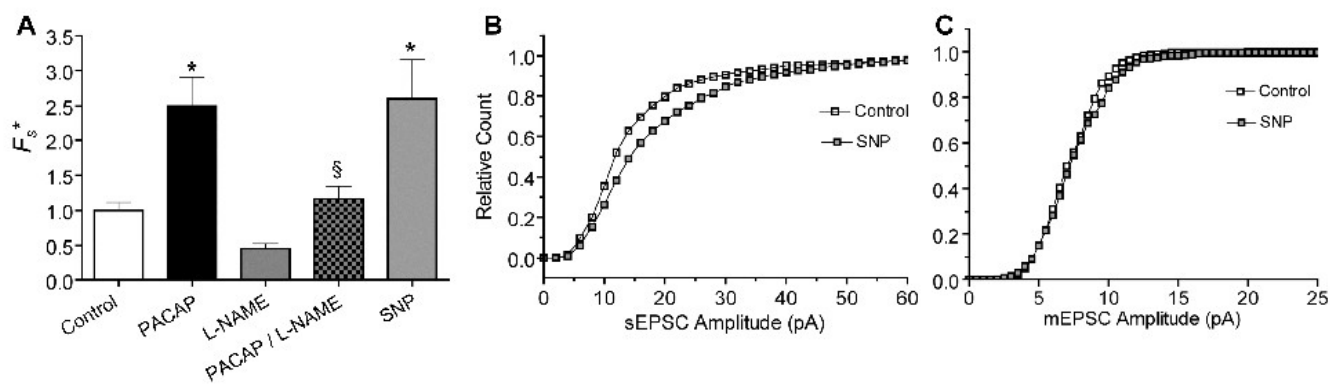 A
F_s*
3.5
3.0
2.5
2.0
1.5
1.0
0.5
0.0
*
§
*
Control
PACAP
L-NAME
PACAP / L-NAME
SNP
B
Relative Count
1.0
0.8
0.6
0.4
0.2
0.0
Control
SNP
0 10 20 30 40 50 60
sEPSC Amplitude (pA)
C
1.0
0.8
0.6
0.4
0.2
0.0
Control
SNP
0 5 10 15 20 25
mEPSC Amplitude (pA)